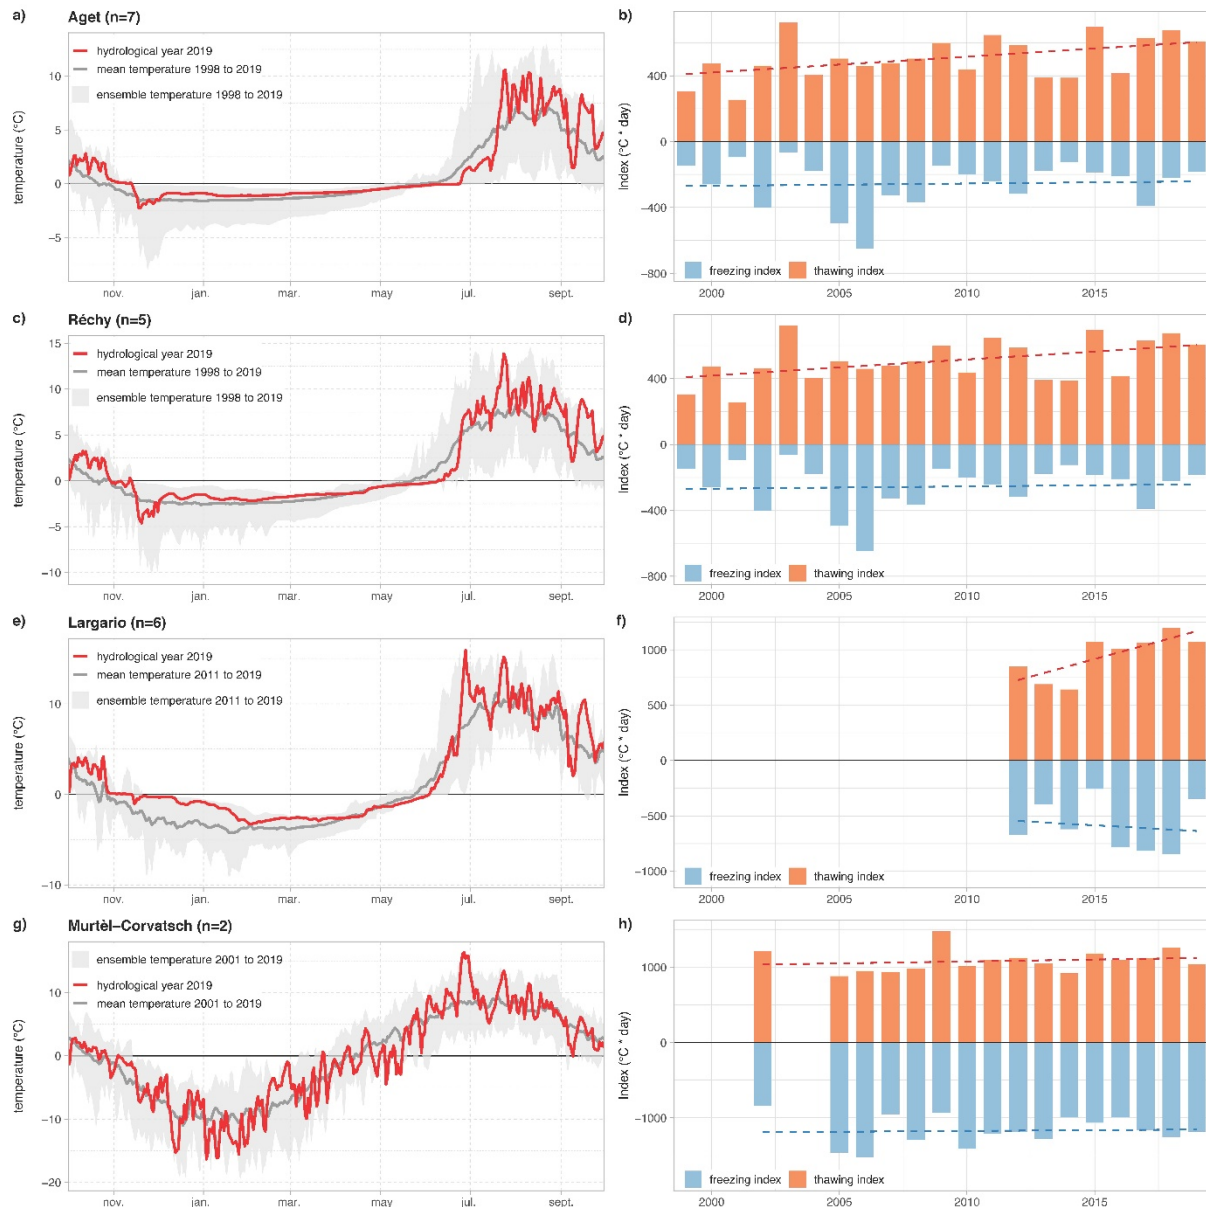 a) Aget (n=7)
hydrological year 2019
mean temperature 1998 to 2019
ensemble temperature 1998 to 2019
temperature (°C)
10
5
0
−5
nov. jan. mar. may jul. sept.
b)
Index (°C * day)
400
0
−400
−800
freezing index thawing index
2000 2005 2010 2015
c) Réchy (n=5)
hydrological year 2019
mean temperature 1998 to 2019
ensemble temperature 1998 to 2019
temperature (°C)
15
10
5
0
−5
−10
nov. jan. mar. may jul. sept.
d)
Index (°C * day)
400
0
−400
−800
freezing index thawing index
2000 2005 2010 2015
e) Largario (n=6)
hydrological year 2019
mean temperature 2011 to 2019
ensemble temperature 2011 to 2019
temperature (°C)
10
0
−10
nov. jan. mar. may jul. sept.
f)
Index (°C * day)
1000
500
0
−500
−1000
freezing index thawing index
2000 2005 2010 2015
g) Murtèl−Corvatsch (n=2)
ensemble temperature 2001 to 2019
hydrological year 2019
mean temperature 2001 to 2019
temperature (°C)
10
0
−10
−20
nov. jan. mar. may jul. sept.
h)
Index (°C * day)
1000
0
−1000
freezing index thawing index
2000 2005 2010 2015